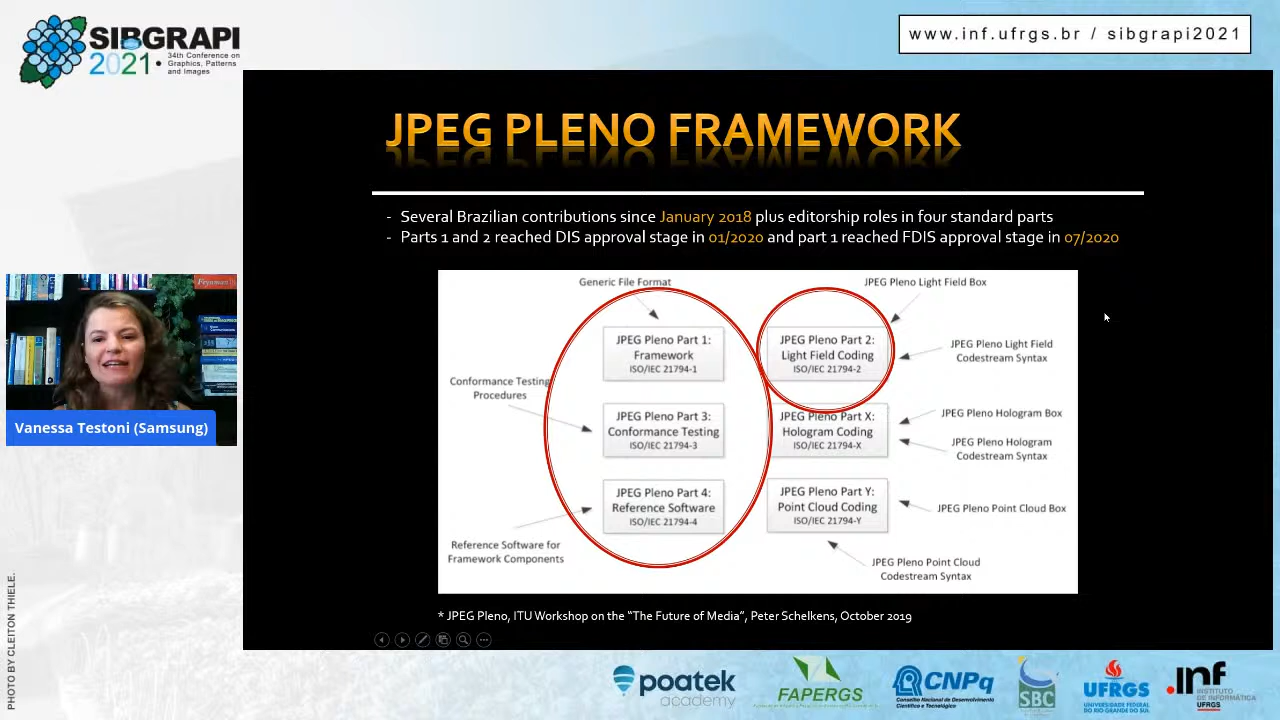 SIBGRAPI
2021
34th Conference on
Graphics, Patterns
and Images
www.inf.ufrgs.br / sibgrapi2021
JPEG PLENO FRAMEWORK
- Several Brazilian contributions since January 2018 plus editorship roles in four standard parts
- Parts 1 and 2 reached DIS approval stage in 01/2020 and part 1 reached FDIS approval stage in 07/2020
Generic File Format
JPEG Pleno Light Field Box
JPEG Pleno Part 1:
Framework
ISO/IEC 21794-1
JPEG Pleno Part 2:
Light Field Coding
ISO/IEC 21794-2
JPEG Pleno Light Field
Codestream Syntax
Conformance Testing
Procedures
JPEG Pleno Part 3:
Conformance Testing
ISO/IEC 21794-3
JPEG Pleno Part X:
Hologram Coding
ISO/IEC 21794-X
JPEG Pleno Hologram Box
JPEG Pleno Hologram
Codestream Syntax
JPEG Pleno Part 4:
Reference Software
ISO/IEC 21794-4
JPEG Pleno Part Y:
Point Cloud Coding
ISO/IEC 21794-Y
JPEG Pleno Point Cloud Box
Reference Software for
Framework Components
JPEG Pleno Point Cloud
Codestream Syntax
* JPEG Pleno, ITU Workshop on the “The Future of Media”, Peter Schelkens, October 2019
Feynman
Vanessa Testoni (Samsung)
PHOTO BY CLEITON THIELE.
poatek
academy
FAPERGS
CNPq
Conselho Nacional de Desenvolvimento
Científico e Tecnológico
SBC
UFRGS
UNIVERSIDADE FEDERAL
DO RIO GRANDE DO SUL
.inf
INSTITUTO
DE INFORMÁTICA
UFRGS